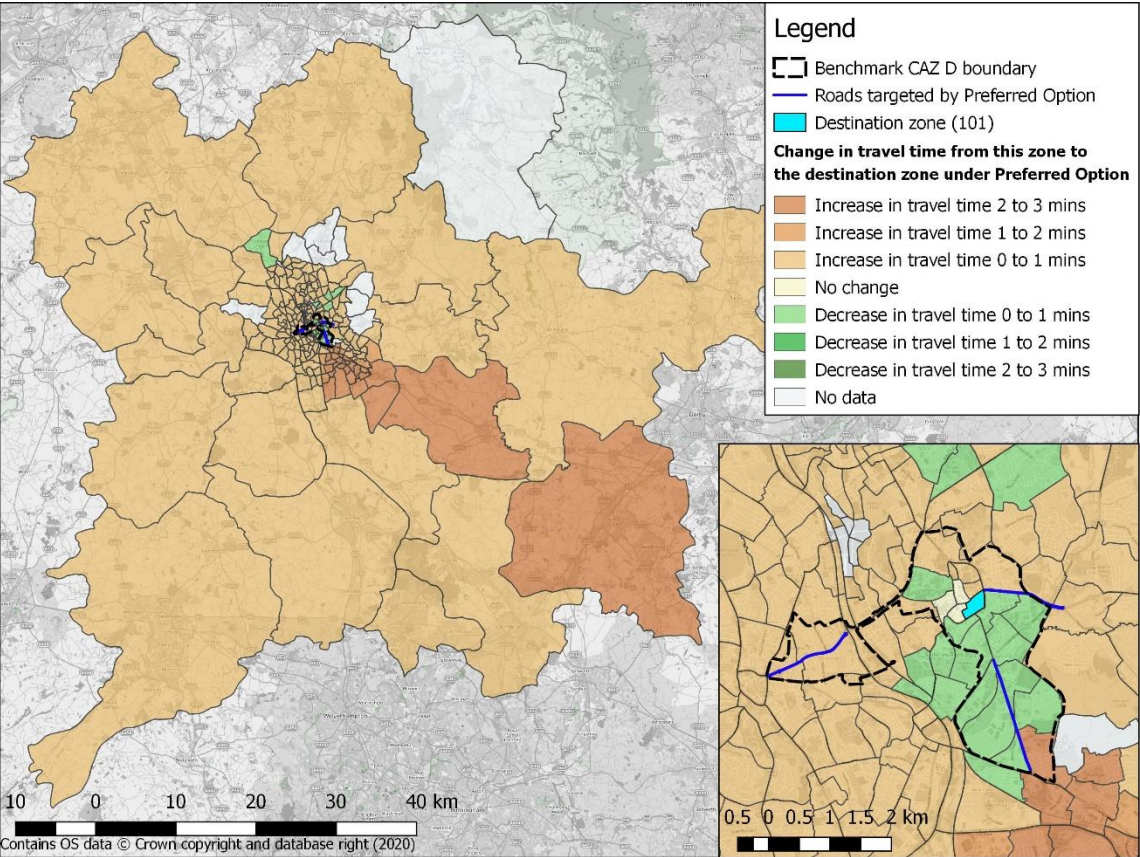 Legend
Benchmark CAZ D boundary
Roads targeted by Preferred Option
Destination zone (101)
Change in travel time from this zone to
the destination zone under Preferred Option
Increase in travel time 2 to 3 mins
Increase in travel time 1 to 2 mins
Increase in travel time 0 to 1 mins
No change
Decrease in travel time 0 to 1 mins
Decrease in travel time 1 to 2 mins
Decrease in travel time 2 to 3 mins
No data
10 0 10 20 30 40 km
Contains OS data © Crown copyright and database right (2020)
0.5 0 0.5 1 1.5 2 km